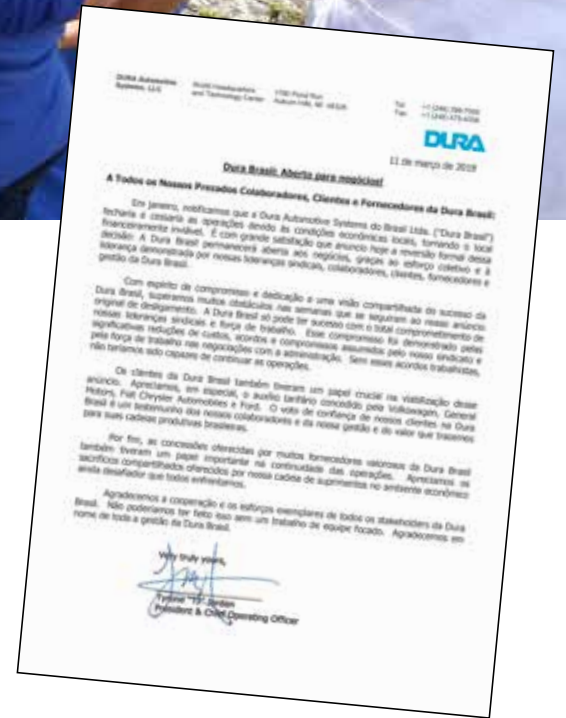 DURA Automotive
Systems, LLC
World Headquarters
and Technology Center
DURA
11 de março de 2019
Dura Brasil: Aberta para negócios!
A Todos os Nossos Prezados Colaboradores, Clientes e Fornecedores da Dura Brasil:
Em janeiro, notificamos que a Dura Automotive Systems do Brasil Ltda. ("Dura Brasil")
fecharia e cessaria as operações devido às condições econômicas locais, tornando o local
financeiramente inviável. É com grande satisfação que anuncio hoje a reversão formal dessa
decisão: A Dura Brasil permanecerá aberta aos negócios, graças ao esforço coletivo e à
liderança demonstrada por nossas lideranças sindicais, colaboradores, clientes, fornecedores e
gestão da Dura Brasil.
Com espírito de compromisso e dedicação a uma visão compartilhada do sucesso da
Dura Brasil, superamos muitos obstáculos nas semanas que se seguiram ao nosso anúncio
original de desligamento. A Dura Brasil só pode ter sucesso com o total comprometimento de
nossas lideranças sindicais e força de trabalho. Esse compromisso foi demonstrado pelas
significativas reduções de custos, acordos e compromissos assumidos pelo nosso sindicato e
pela força de trabalho nas negociações com a administração. Sem esses acordos trabalhistas,
não teríamos sido capazes de continuar as operações.
Os clientes da Dura Brasil também tiveram um papel crucial na viabilização desse
anúncio. Apreciamos, em especial, o auxílio tarifário concedido pela Volkswagen, General
Motors, Fiat Chrysler Automobiles e Ford. O voto de confiança de nossos clientes na Dura
Brasil é um testemunho dos nossos colaboradores e da nossa gestão e do valor que trazemos
para suas cadeias produtivas brasileiras.
Por fim, as concessões oferecidas por muitos fornecedores valorosos da Dura Brasil
também tiveram um papel importante na continuidade das operações. Apreciamos os
sacrifícios compartilhados oferecidos por nossa cadeia de suprimentos no ambiente econômico
ainda desafiador que todos enfrentamos.
Agradecemos a cooperação e os esforços exemplares de todos os stakeholders da Dura
Brasil. Não poderíamos ter feito isso sem um trabalho de equipe focado. Agradecemos em
nome de toda a gestão da Dura Brasil.
Very truly yours,
Jordan
President & Chief Operating Officer